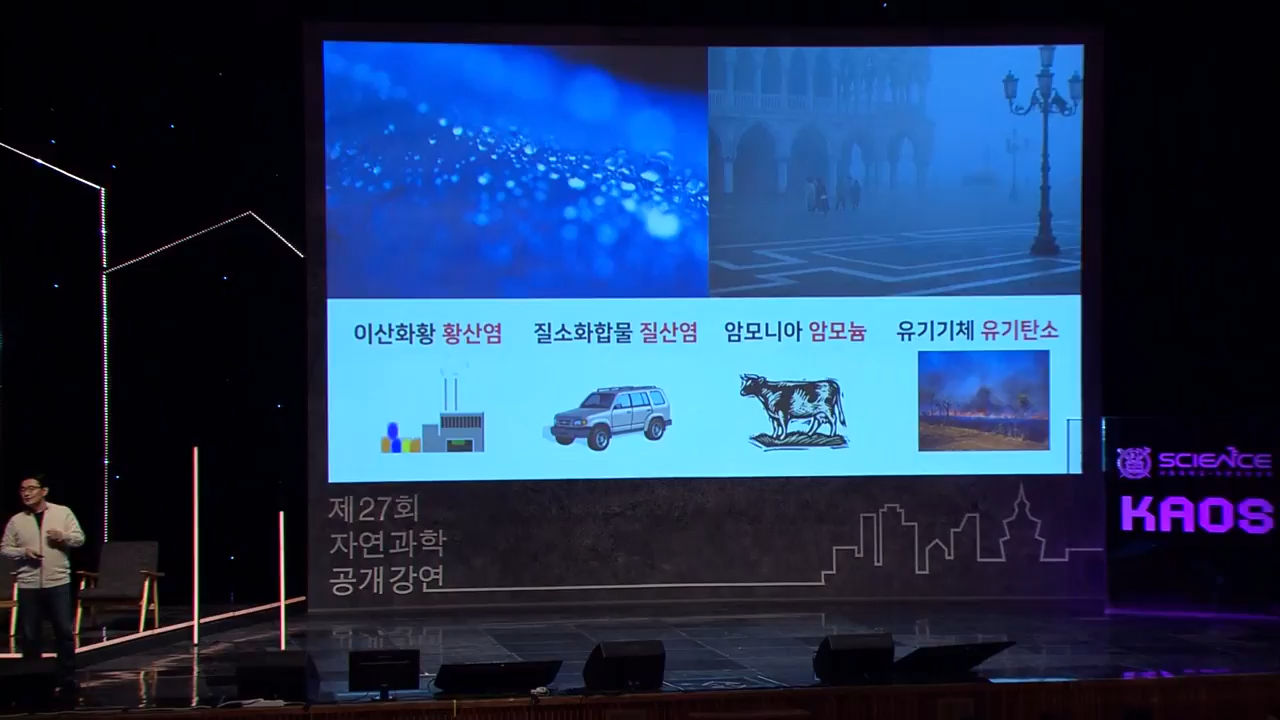 이산화황 황산염
질소화합물 질산염
암모니아 암모늄
유기기체 유기탄소
제27회
자연과학
공개강연
SCIENCE
KAOS